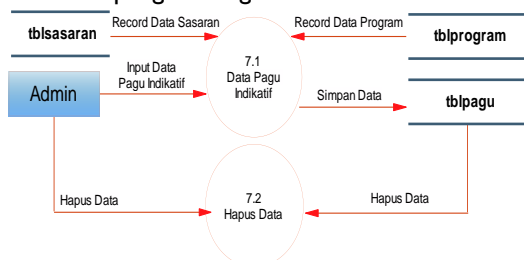 Record Data Sasaran
Record Data Program
tblsasaran
tblprogram
7.1
Data Pagu
Indikatif
Input Data
Pagu Indikatif
Admin
Simpan Data
tblpagu
7.2
Hapus Data
Hapus Data
Hapus Data